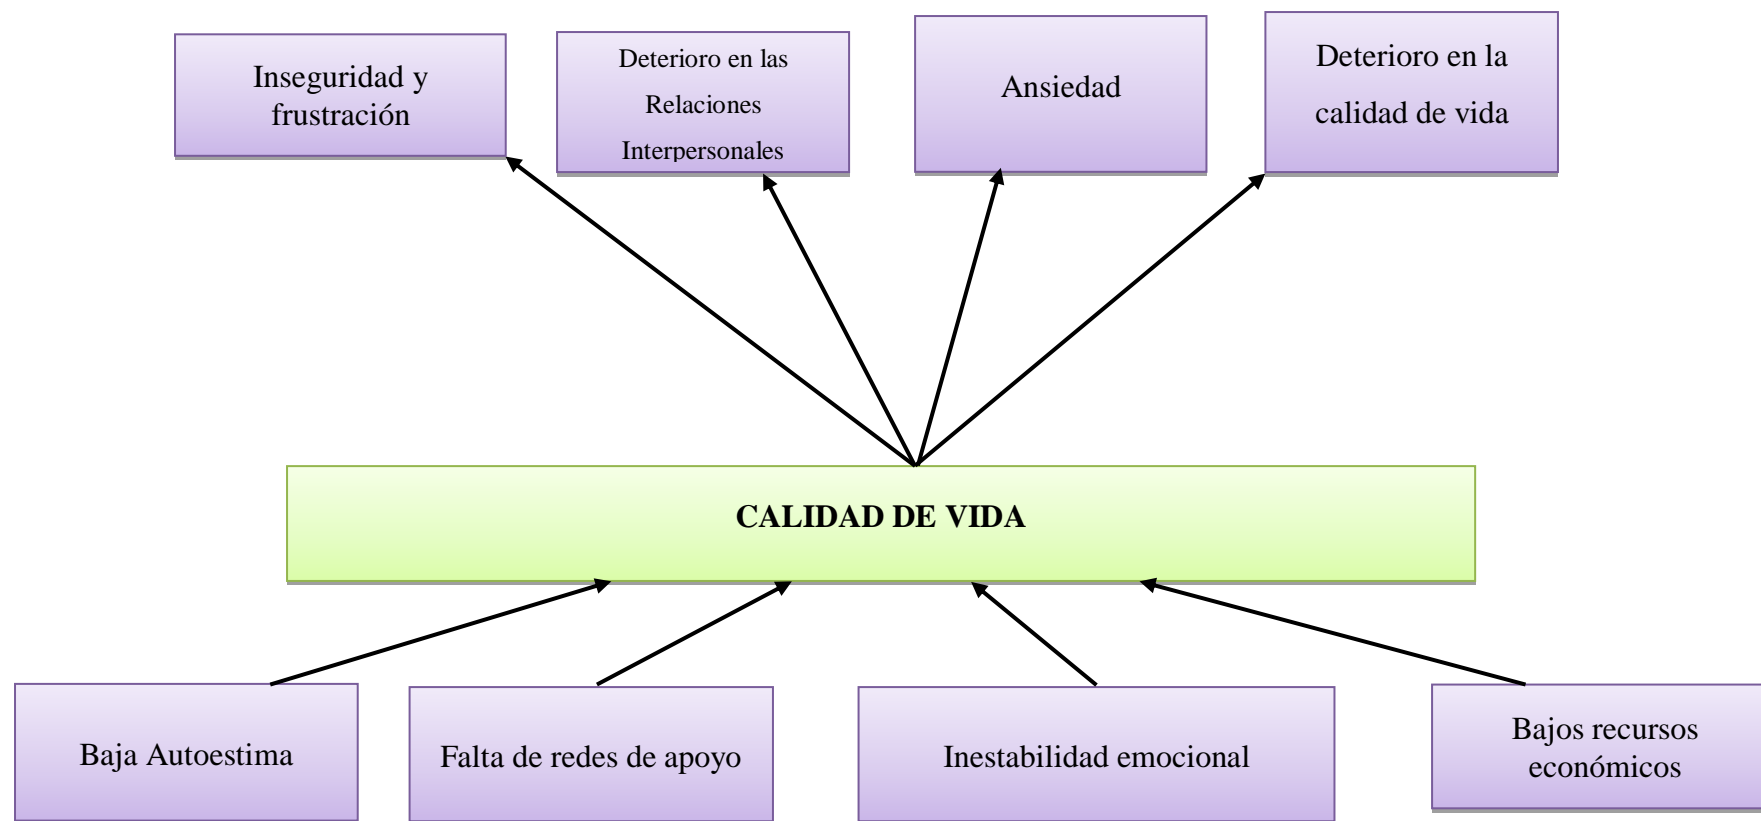 Inseguridad y
frustración
Deterioro en las
Relaciones
Interpersonales
Ansiedad
Deterioro en la
calidad de vida
CALIDAD DE VIDA
Baja Autoestima
Falta de redes de apoyo
Inestabilidad emocional
Bajos recursos
económicos